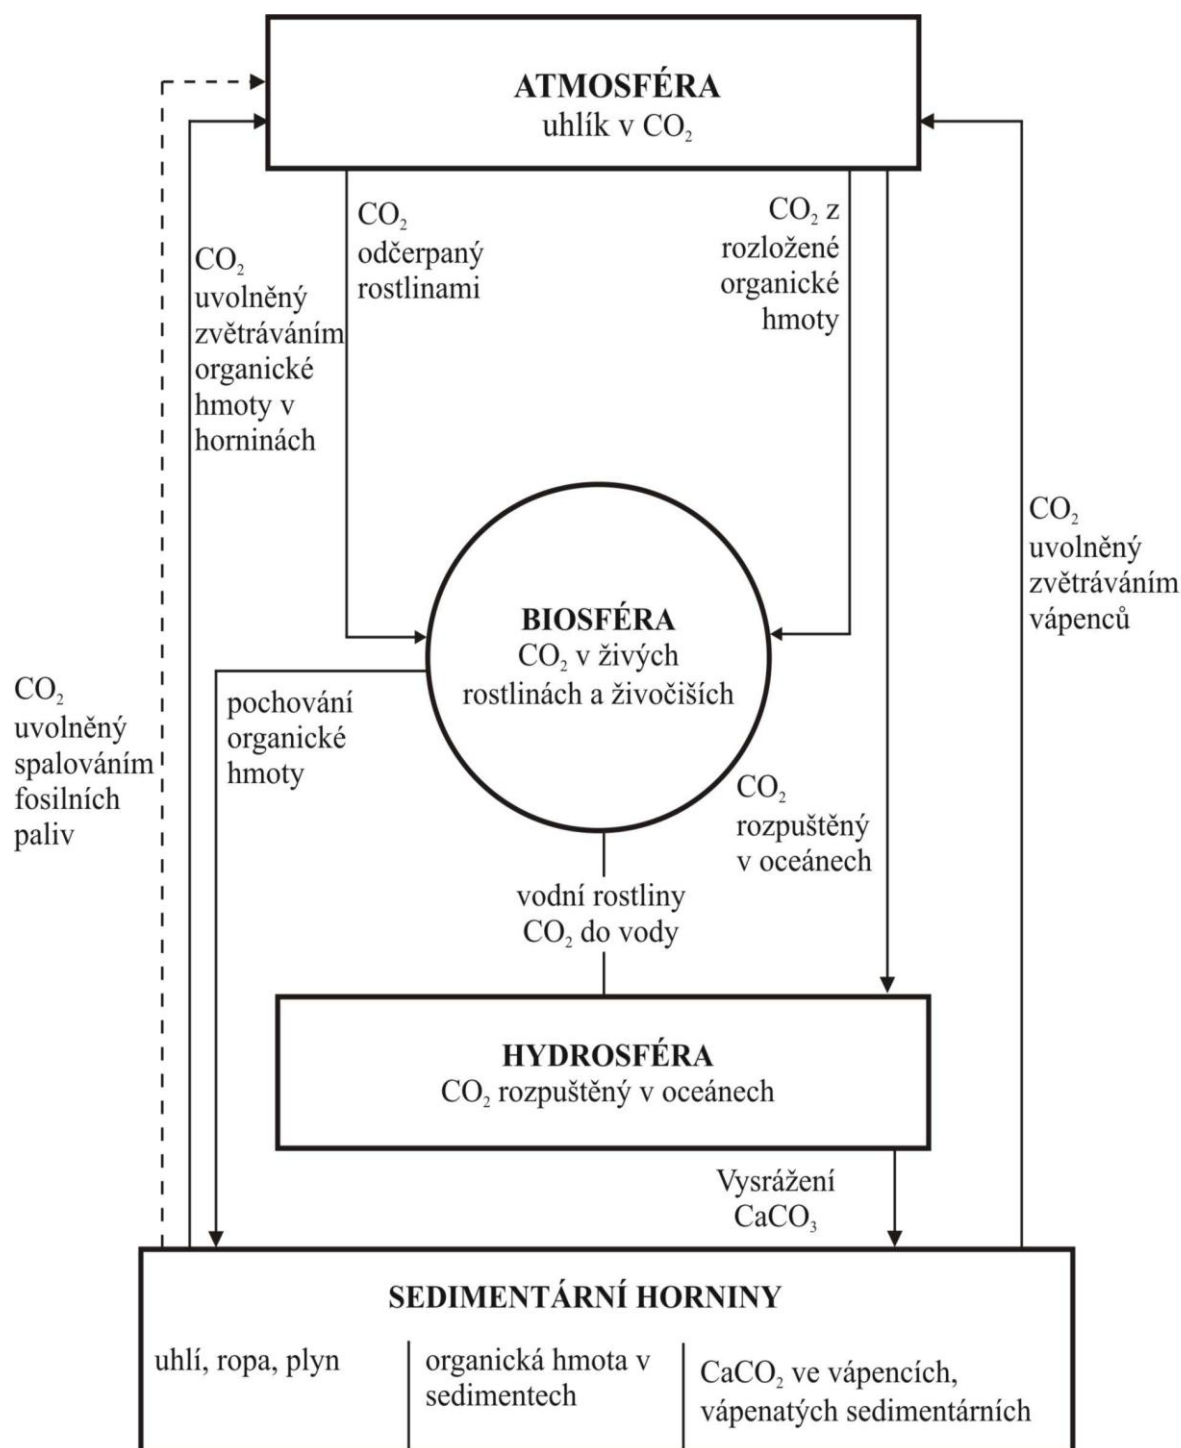 ATMOSFÉRA
uhlík v CO₂
CO₂
odčerpaný
rostlinami
CO₂ z
rozložené
organické
hmoty
CO₂
uvolněný
zvětráváním
organické
hmoty v
horninách
CO₂
uvolněný
zvětráváním
vápenců
BIOSFÉRA
CO₂ v živých
rostlinách a živočiších
CO₂
uvolněný
spalováním
fosilních
paliv
pochování
organické
hmoty
CO₂
rozpuštěný
v oceánech
vodní rostliny
CO₂ do vody
HYDROSFÉRA
CO₂ rozpuštěný v oceánech
Vysrážení
CaCO₃
SEDIMENTÁRNÍ HORNINY
uhlí, ropa, plyn
organická hmota v
sedimentech
CaCO₂ ve vápencích,
vápenatých sedimentárních